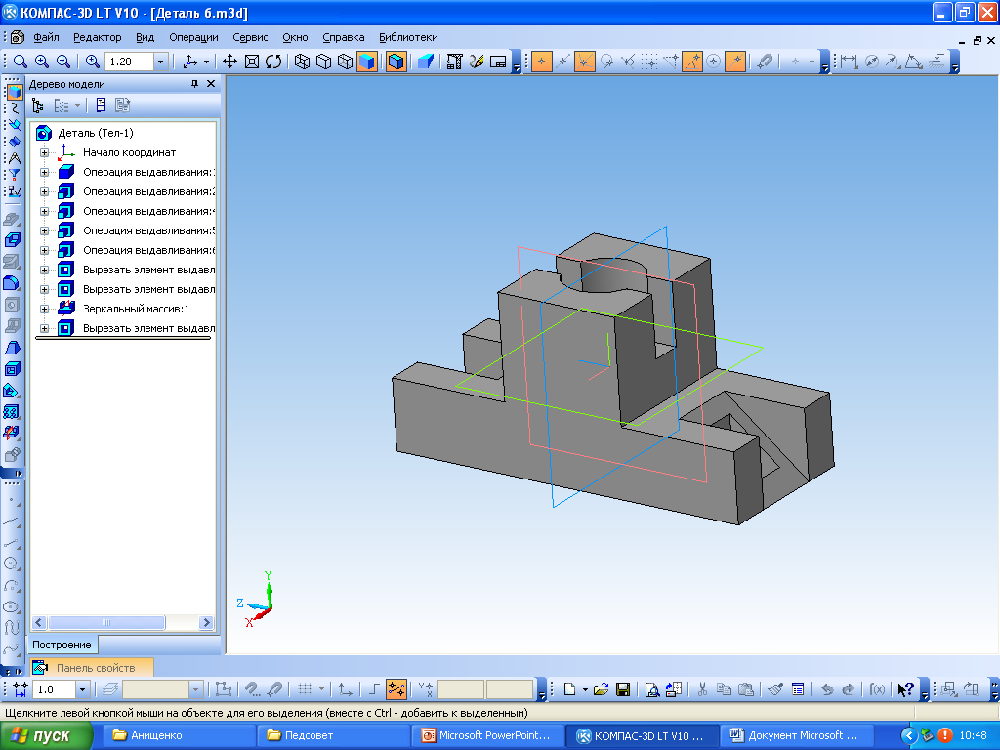 КОМПАС-3D LT V10 - [Деталь 6.m3d]
Файл Редактор Вид Операции Сервис Окно Справка Библиотеки
1.20
Дерево модели
Деталь (Тел-1)
Начало координат
Операция выдавливания:
Операция выдавливания:2
Операция выдавливания:4
Операция выдавливания:5
Операция выдавливания:6
Вырезать элемент выдавл
Вырезать элемент выдавл
Зеркальный массив:1
Вырезать элемент выдавл
Y
Z
X
Построение
Панель свойств
1.0
f(x)
Щелкните левой кнопкой мыши на объекте для его выделения (вместе с Ctrl - добавить к выделенным)
пуск Анищенко Педсовет Microsoft PowerPoint... КОМПАС-3D LT V10 ... Документ Microsoft ... 10:48